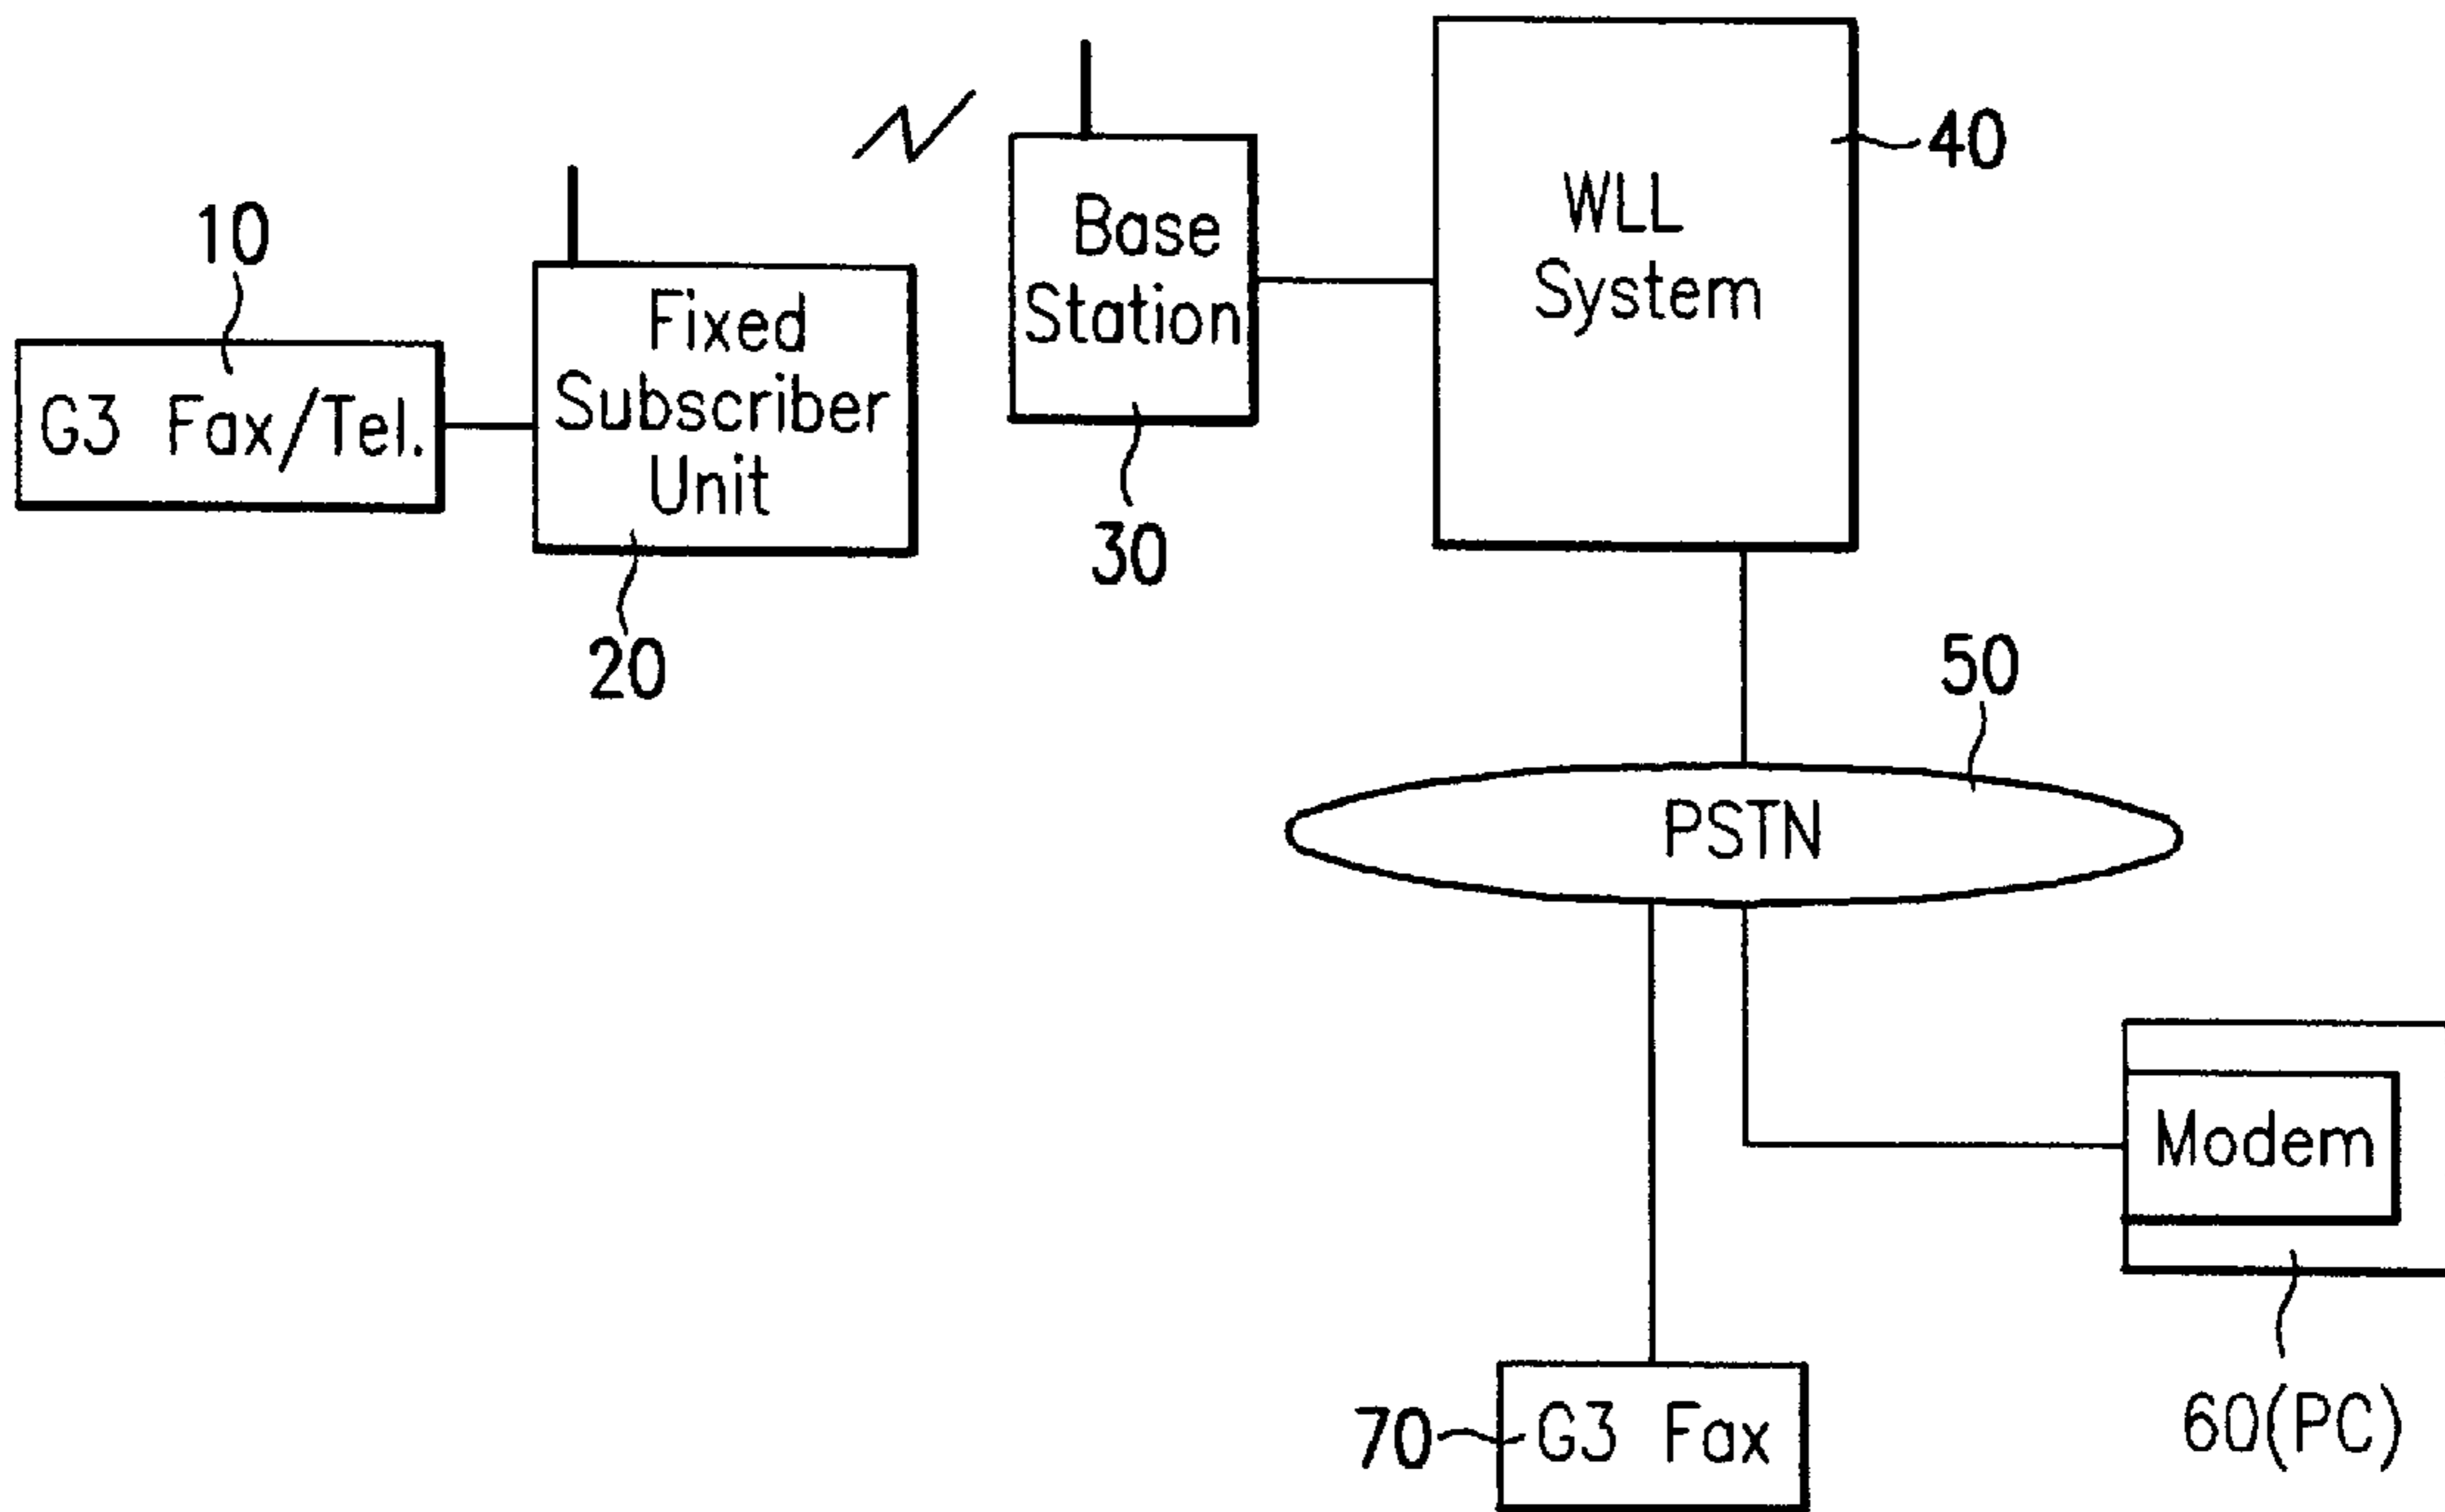 10
G3 Fax/Tel.
Fixed
Subscriber
Unit
20
Base
Station
30
WLL
System
40
50
PSTN
Modem
60(PC)
70
G3 Fax